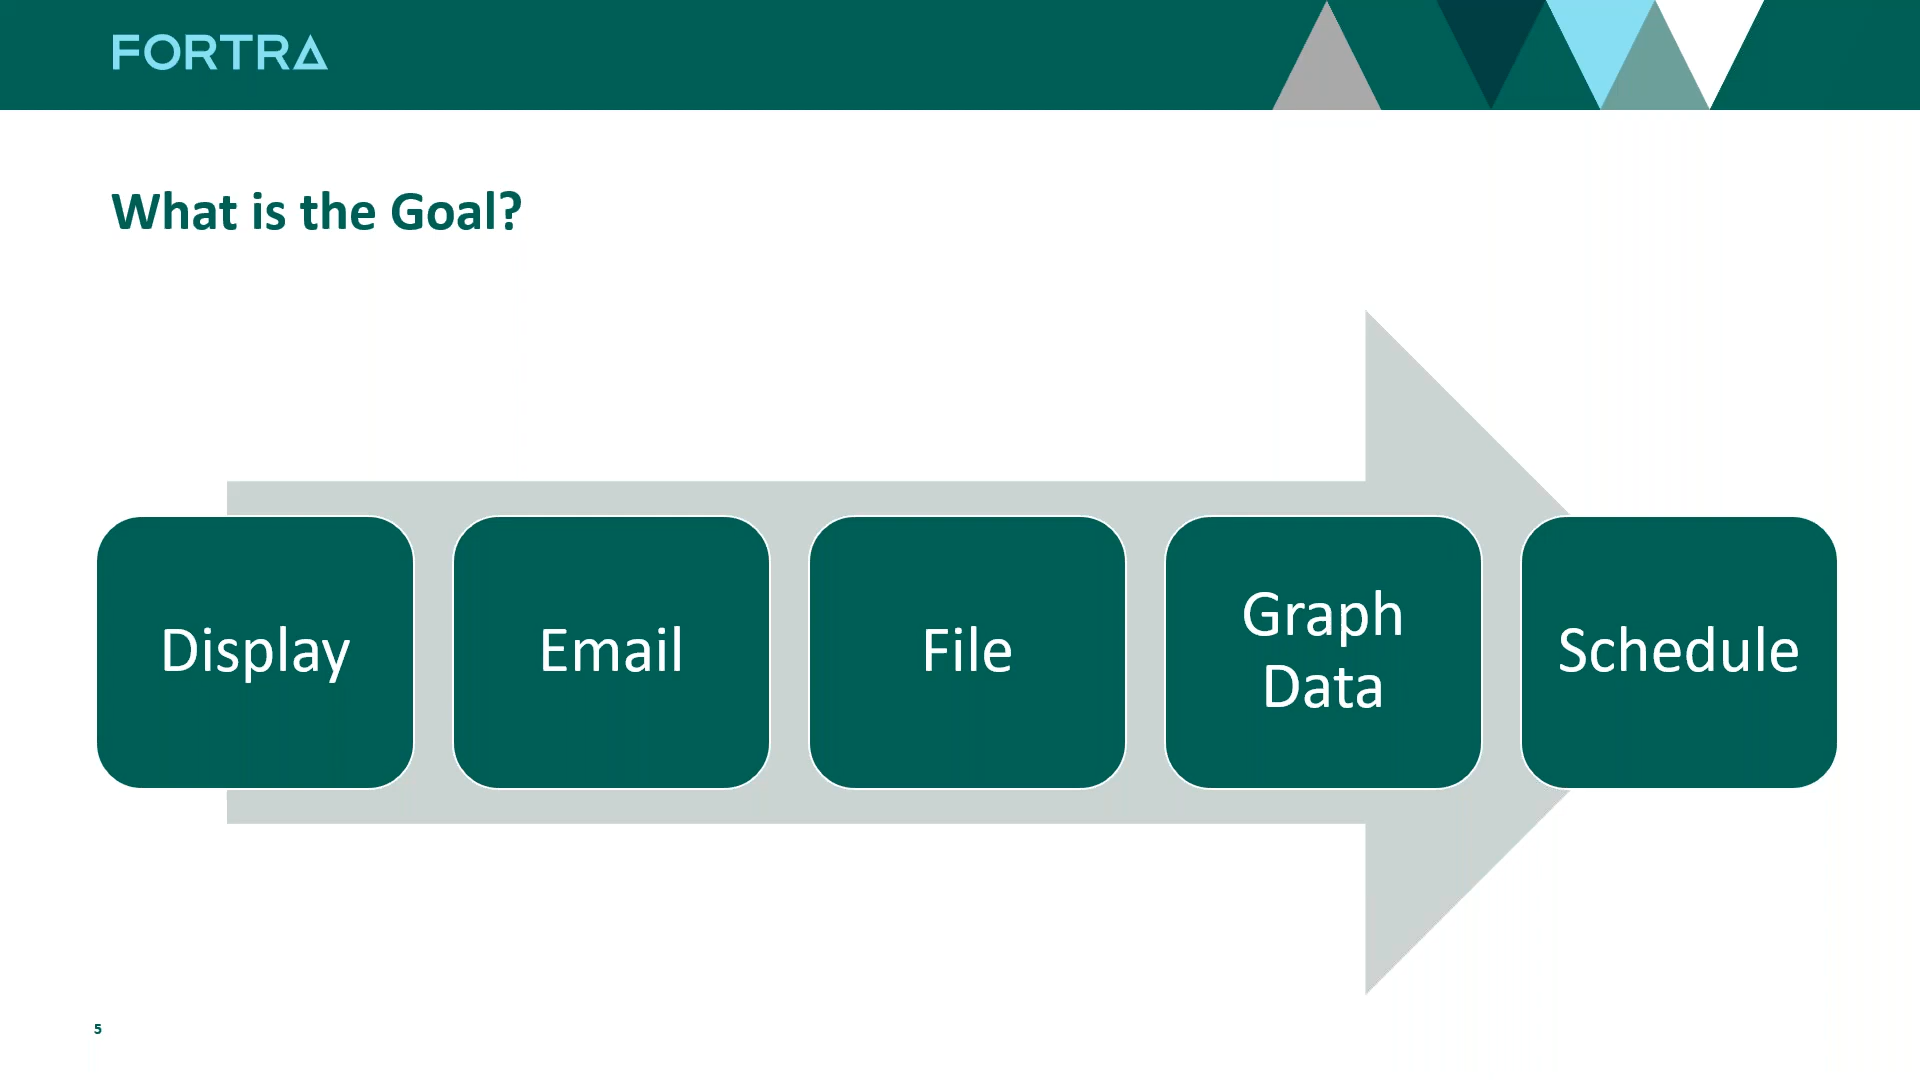 FORTRA
What is the Goal?
Display
Email
File
Graph
Data
Schedule
5